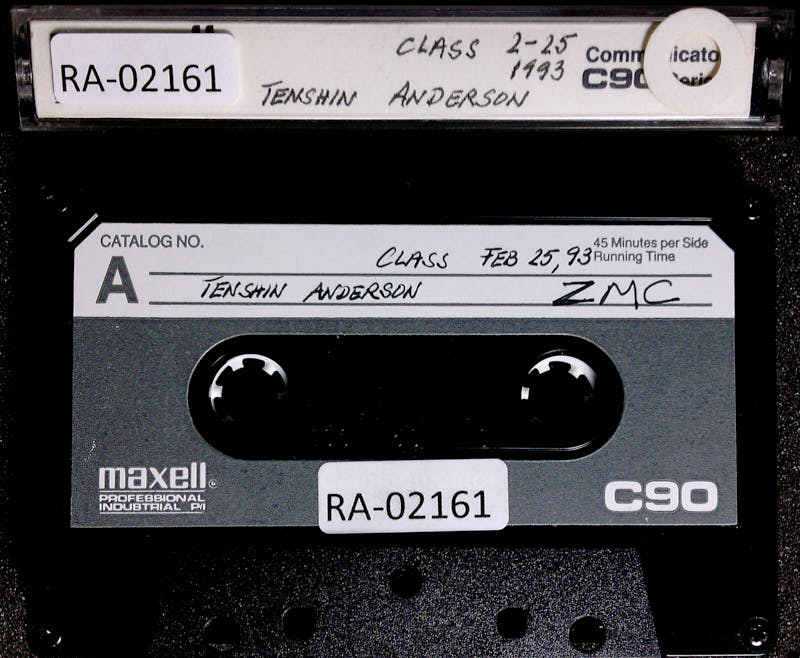 RA-02161
CLASS 2-25
1993
TENSHIN ANDERSON
C90
CATALOG NO.
A
CLASS FEB 25, 93
45 Minutes per Side
Running Time
TENSHIN ANDERSON
ZMC
maxell
PROFESSIONAL
INDUSTRIAL P/I
RA-02161
C90